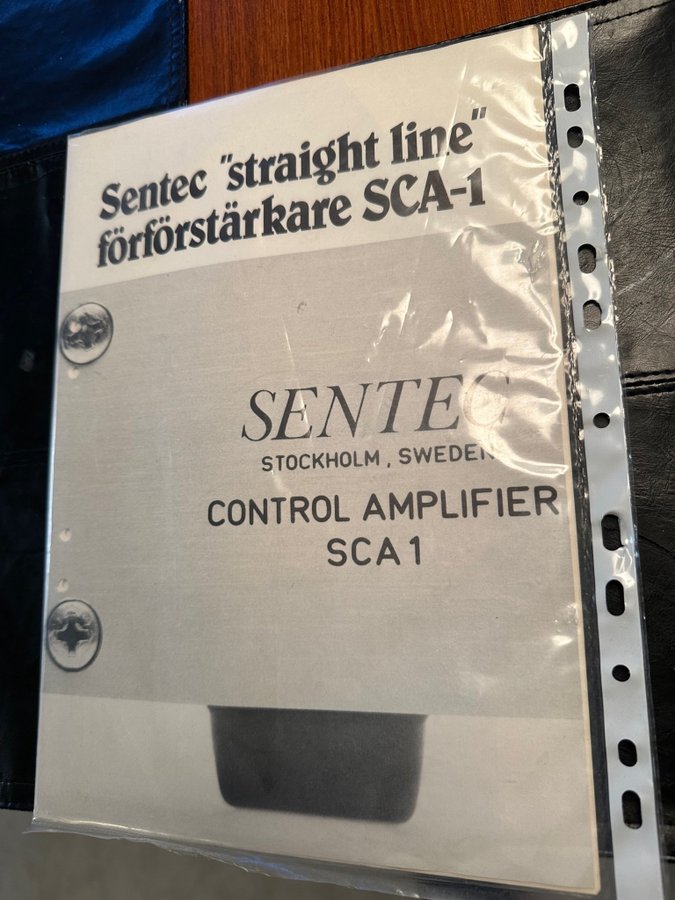 Sentec "straight line"
förförstärkare SCA-1
SENTEC
STOCKHOLM, SWEDEN
CONTROL AMPLIFIER
SCA 1